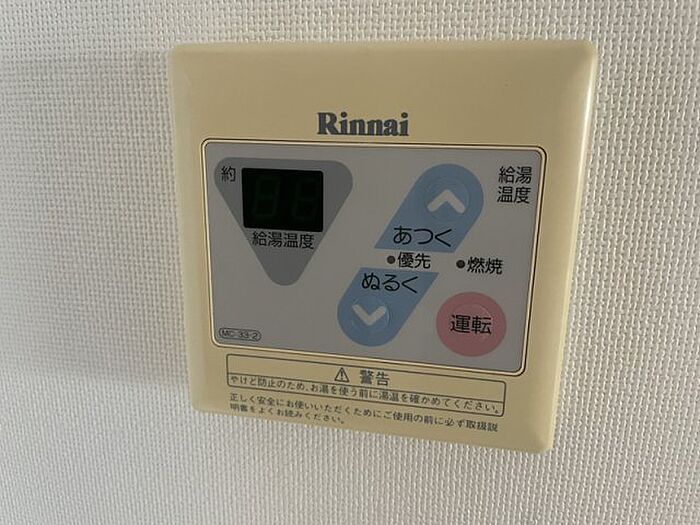 Rinnai
約
給湯温度
給湯
温度
あつく
優先
燃焼
ぬるく
運転
MC-33-2
警告
やけど防止のため、お湯を使う前に湯温を確かめてください。
正しく安全にお使いいただくためにご使用の前に必ず取扱説
明書をよくお読みください。